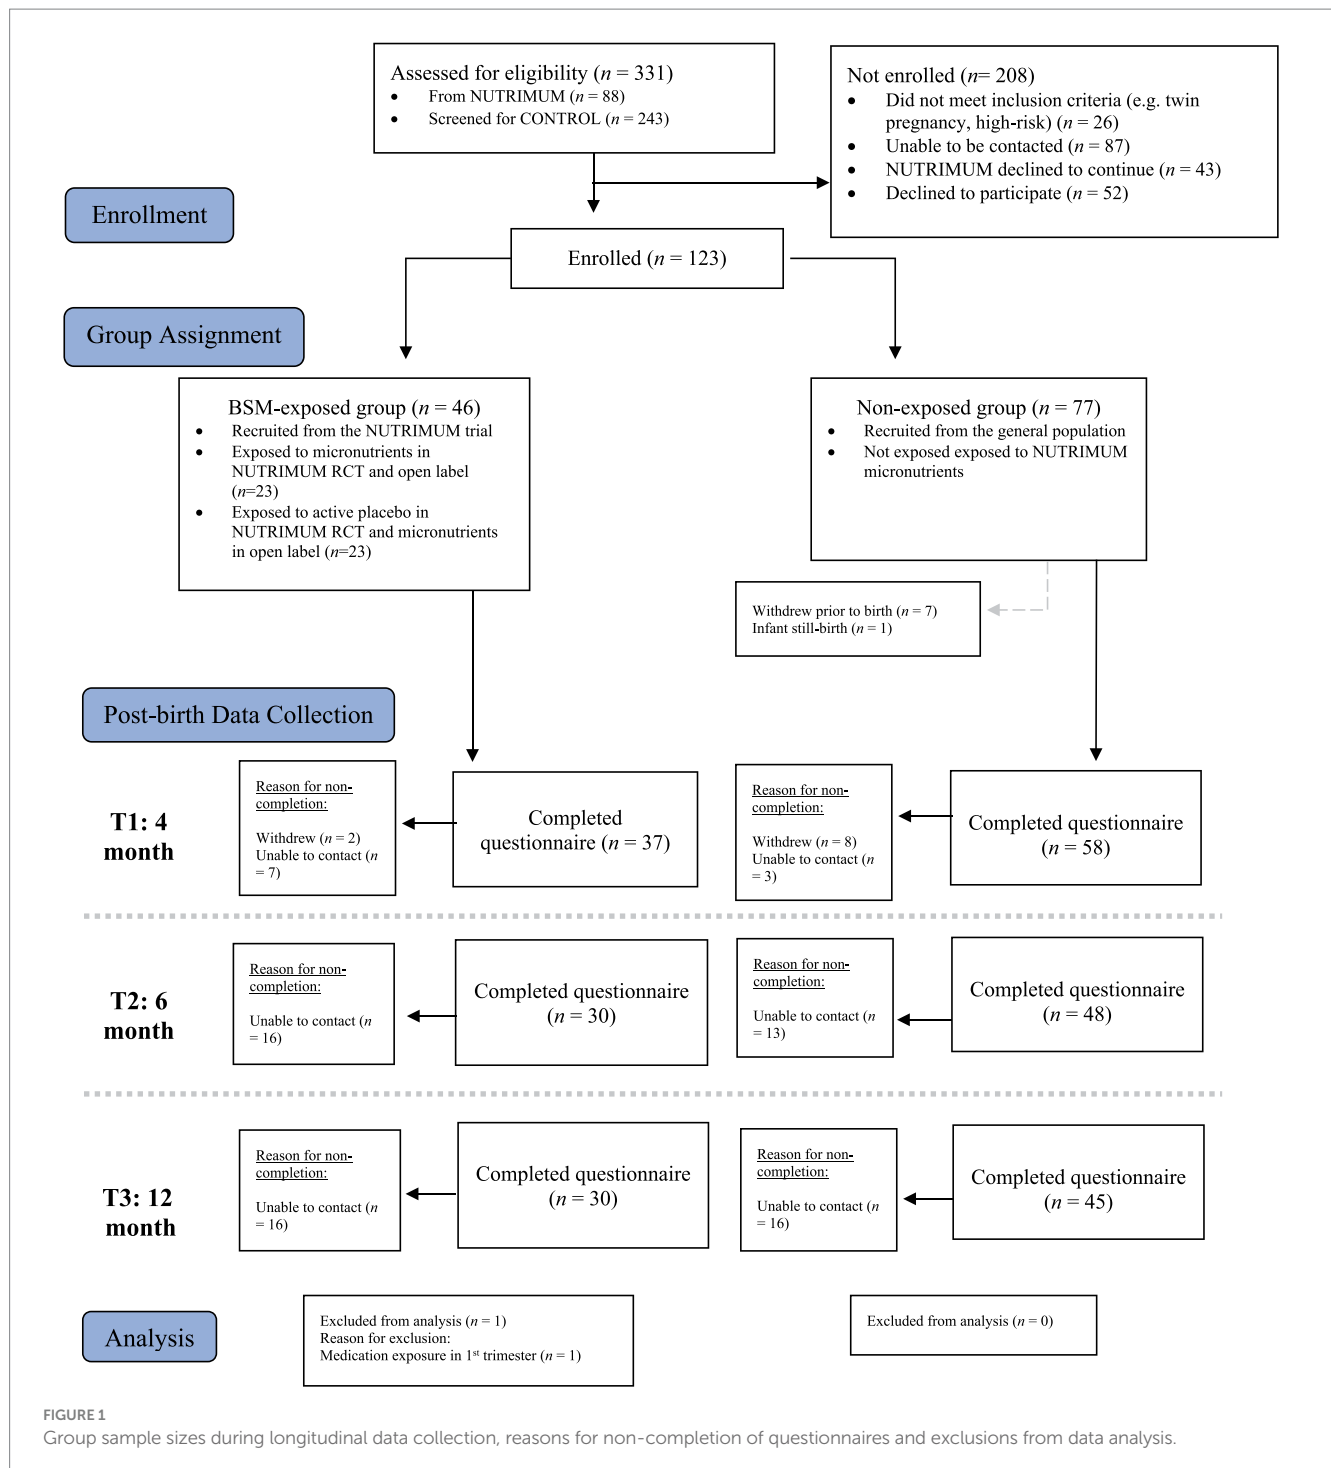 Assessed for eligibility (n = 331)
• From NUTRIMUM (n = 88)
• Screened for CONTROL (n = 243)
Not enrolled (n= 208)
• Did not meet inclusion criteria (e.g. twin
pregnancy, high-risk) (n = 26)
• Unable to be contacted (n = 87)
• NUTRIMUM declined to continue (n = 43)
• Declined to participate (n = 52)
Enrollment
Enrolled (n = 123)
Group Assignment
BSM-exposed group (n = 46)
• Recruited from the NUTRIMUM trial
• Exposed to micronutrients in
NUTRIMUM RCT and open label
(n=23)
• Exposed to active placebo in
NUTRIMUM RCT and micronutrients
in open label (n=23)
Non-exposed group (n = 77)
• Recruited from the general population
• Not exposed exposed to NUTRIMUM
micronutrients
Withdrew prior to birth (n = 7)
Infant still-birth (n = 1)
Post-birth Data Collection
T1: 4
month
Reason for non-
completion:
Withdrew (n = 2)
Unable to contact (n
= 7)
Completed
questionnaire (n = 37)
Reason for non-
completion:
Withdrew (n = 8)
Unable to contact (n
= 3)
Completed questionnaire
(n = 58)
T2: 6
month
Reason for non-
completion:
Unable to contact (n
= 16)
Completed questionnaire
(n = 30)
Reason for non-
completion:
Unable to contact (n
= 13)
Completed questionnaire
(n = 48)
T3: 12
month
Reason for non-
completion:
Unable to contact (n
= 16)
Completed questionnaire
(n = 30)
Reason for non-
completion:
Unable to contact (n
= 16)
Completed questionnaire
(n = 45)
Analysis
Excluded from analysis (n = 1)
Reason for exclusion:
Medication exposure in 1st trimester (n = 1)
Excluded from analysis (n = 0)
FIGURE 1
Group sample sizes during longitudinal data collection, reasons for non-completion of questionnaires and exclusions from data analysis.